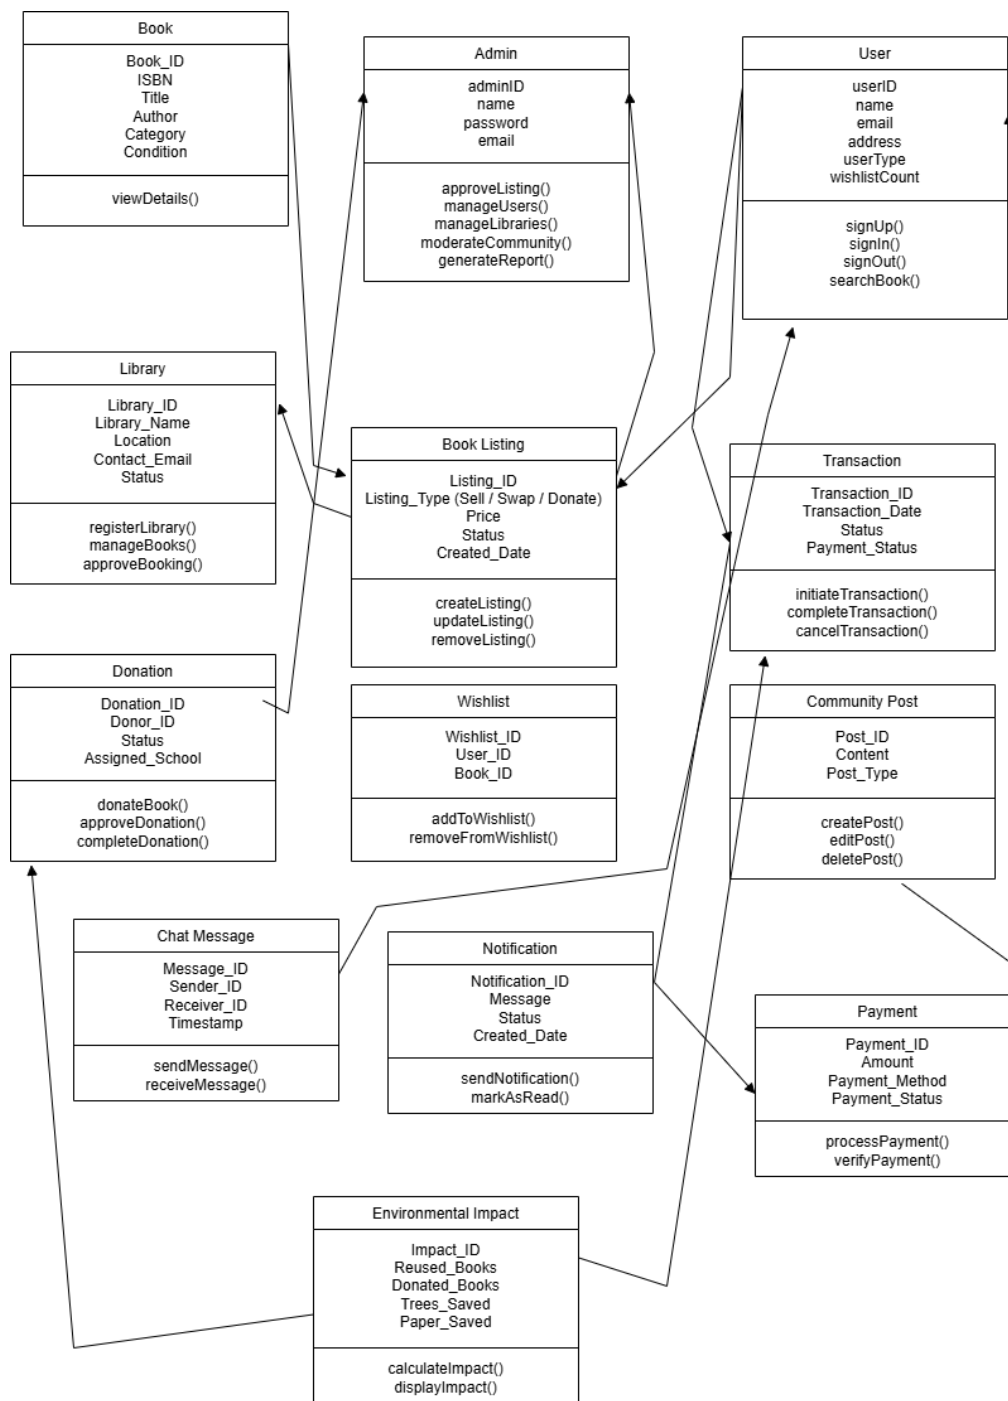 Book
Book_ID
ISBN
Title
Author
Category
Condition
viewDetails()
Admin
adminID
name
password
email
approveListing()
manageUsers()
manageLibraries()
moderateCommunity()
generateReport()
User
userID
name
email
address
userType
wishlistCount
signUp()
signIn()
signOut()
searchBook()
Library
Library_ID
Library_Name
Location
Contact_Email
Status
registerLibrary()
manageBooks()
approveBooking()
Book Listing
Listing_ID
Listing_Type (Sell / Swap / Donate)
Price
Status
Created_Date
createListing()
updateListing()
removeListing()
Transaction
Transaction_ID
Transaction_Date
Status
Payment_Status
initiateTransaction()
completeTransaction()
cancelTransaction()
Donation
Donation_ID
Donor_ID
Status
Assigned_School
donateBook()
approveDonation()
completeDonation()
Wishlist
Wishlist_ID
User_ID
Book_ID
addToWishlist()
removeFromWishlist()
Community Post
Post_ID
Content
Post_Type
createPost()
editPost()
deletePost()
Chat Message
Message_ID
Sender_ID
Receiver_ID
Timestamp
sendMessage()
receiveMessage()
Notification
Notification_ID
Message
Status
Created_Date
sendNotification()
markAsRead()
Payment
Payment_ID
Amount
Payment_Method
Payment_Status
processPayment()
verifyPayment()
Environmental Impact
Impact_ID
Reused_Books
Donated_Books
Trees_Saved
Paper_Saved
calculateImpact()
displayImpact()